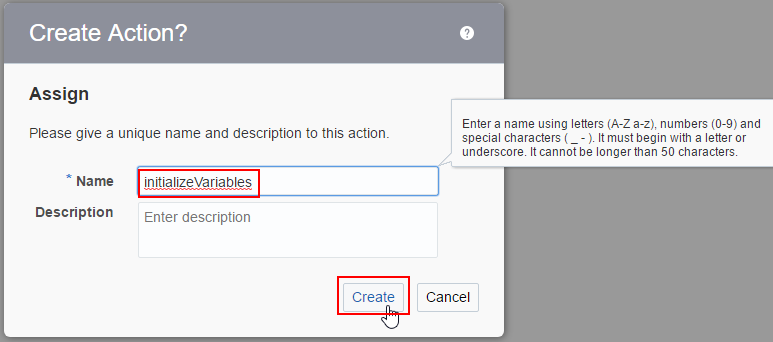 Create Action?
?
Assign
Enter a name using letters (A-Z a-z), numbers (0-9) and
special characters ( _ - ). It must begin with a letter or
underscore. It cannot be longer than 50 characters.
Please give a unique name and description to this action.
* Name
initializeVariables
Description
Enter description
Create
Cancel